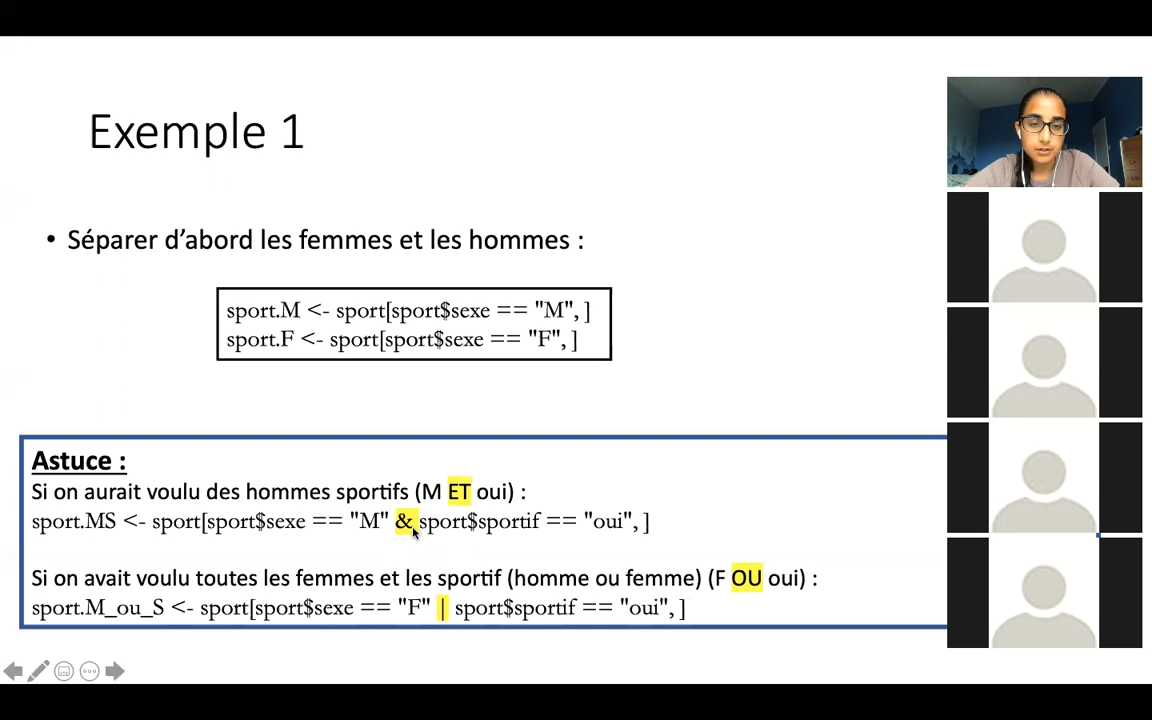 Exemple 1
• Séparer d'abord les femmes et les hommes :
sport.M <- sport[sport$sexe == "M", ]
sport.F <- sport[sport$sexe == "F", ]
Astuce :
Si on aurait voulu des hommes sportifs (M ET oui) :
sport.MS <- sport[sport$sexe == "M" & sport$sportif == "oui", ]
Si on avait voulu toutes les femmes et les sportif (homme ou femme) (F OU oui) :
sport.M_ou_S <- sport[sport$sexe == "F" | sport$sportif == "oui", ]